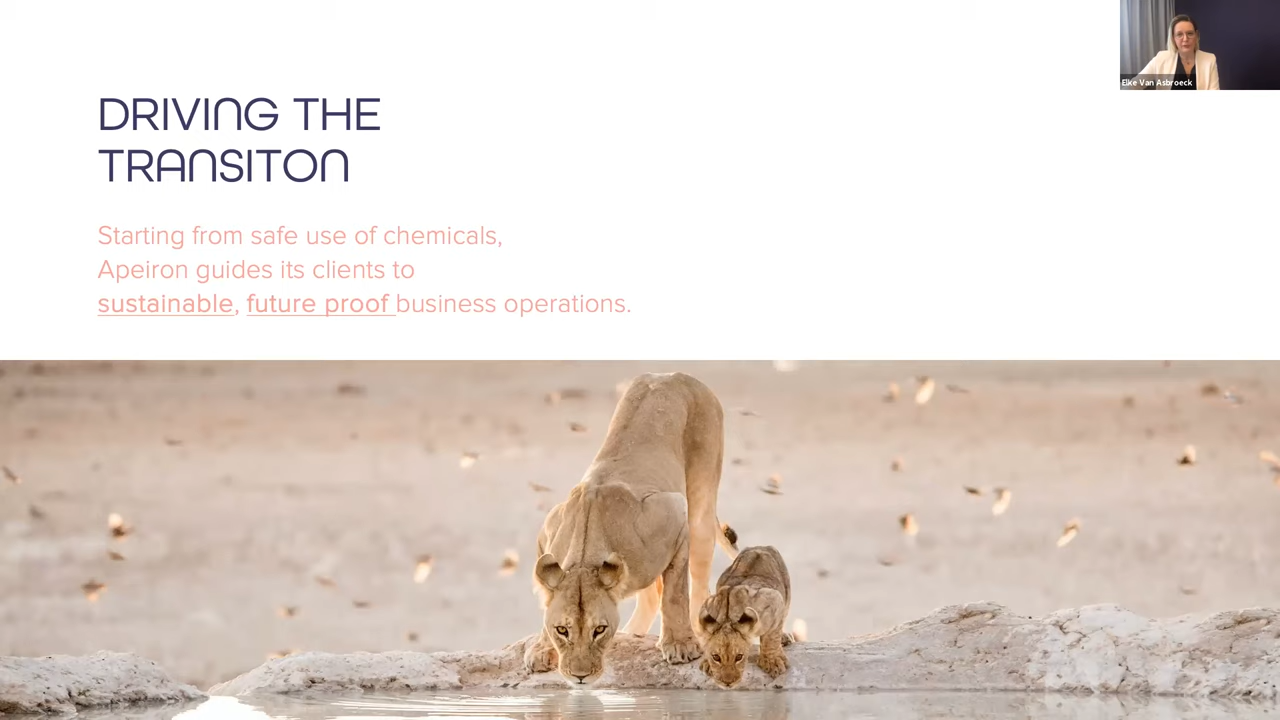 DRIVING THE
TRANSITON
Starting from safe use of chemicals,
Apeiron guides its clients to
sustainable, future proof business operations.
Elke Van Asbroeck